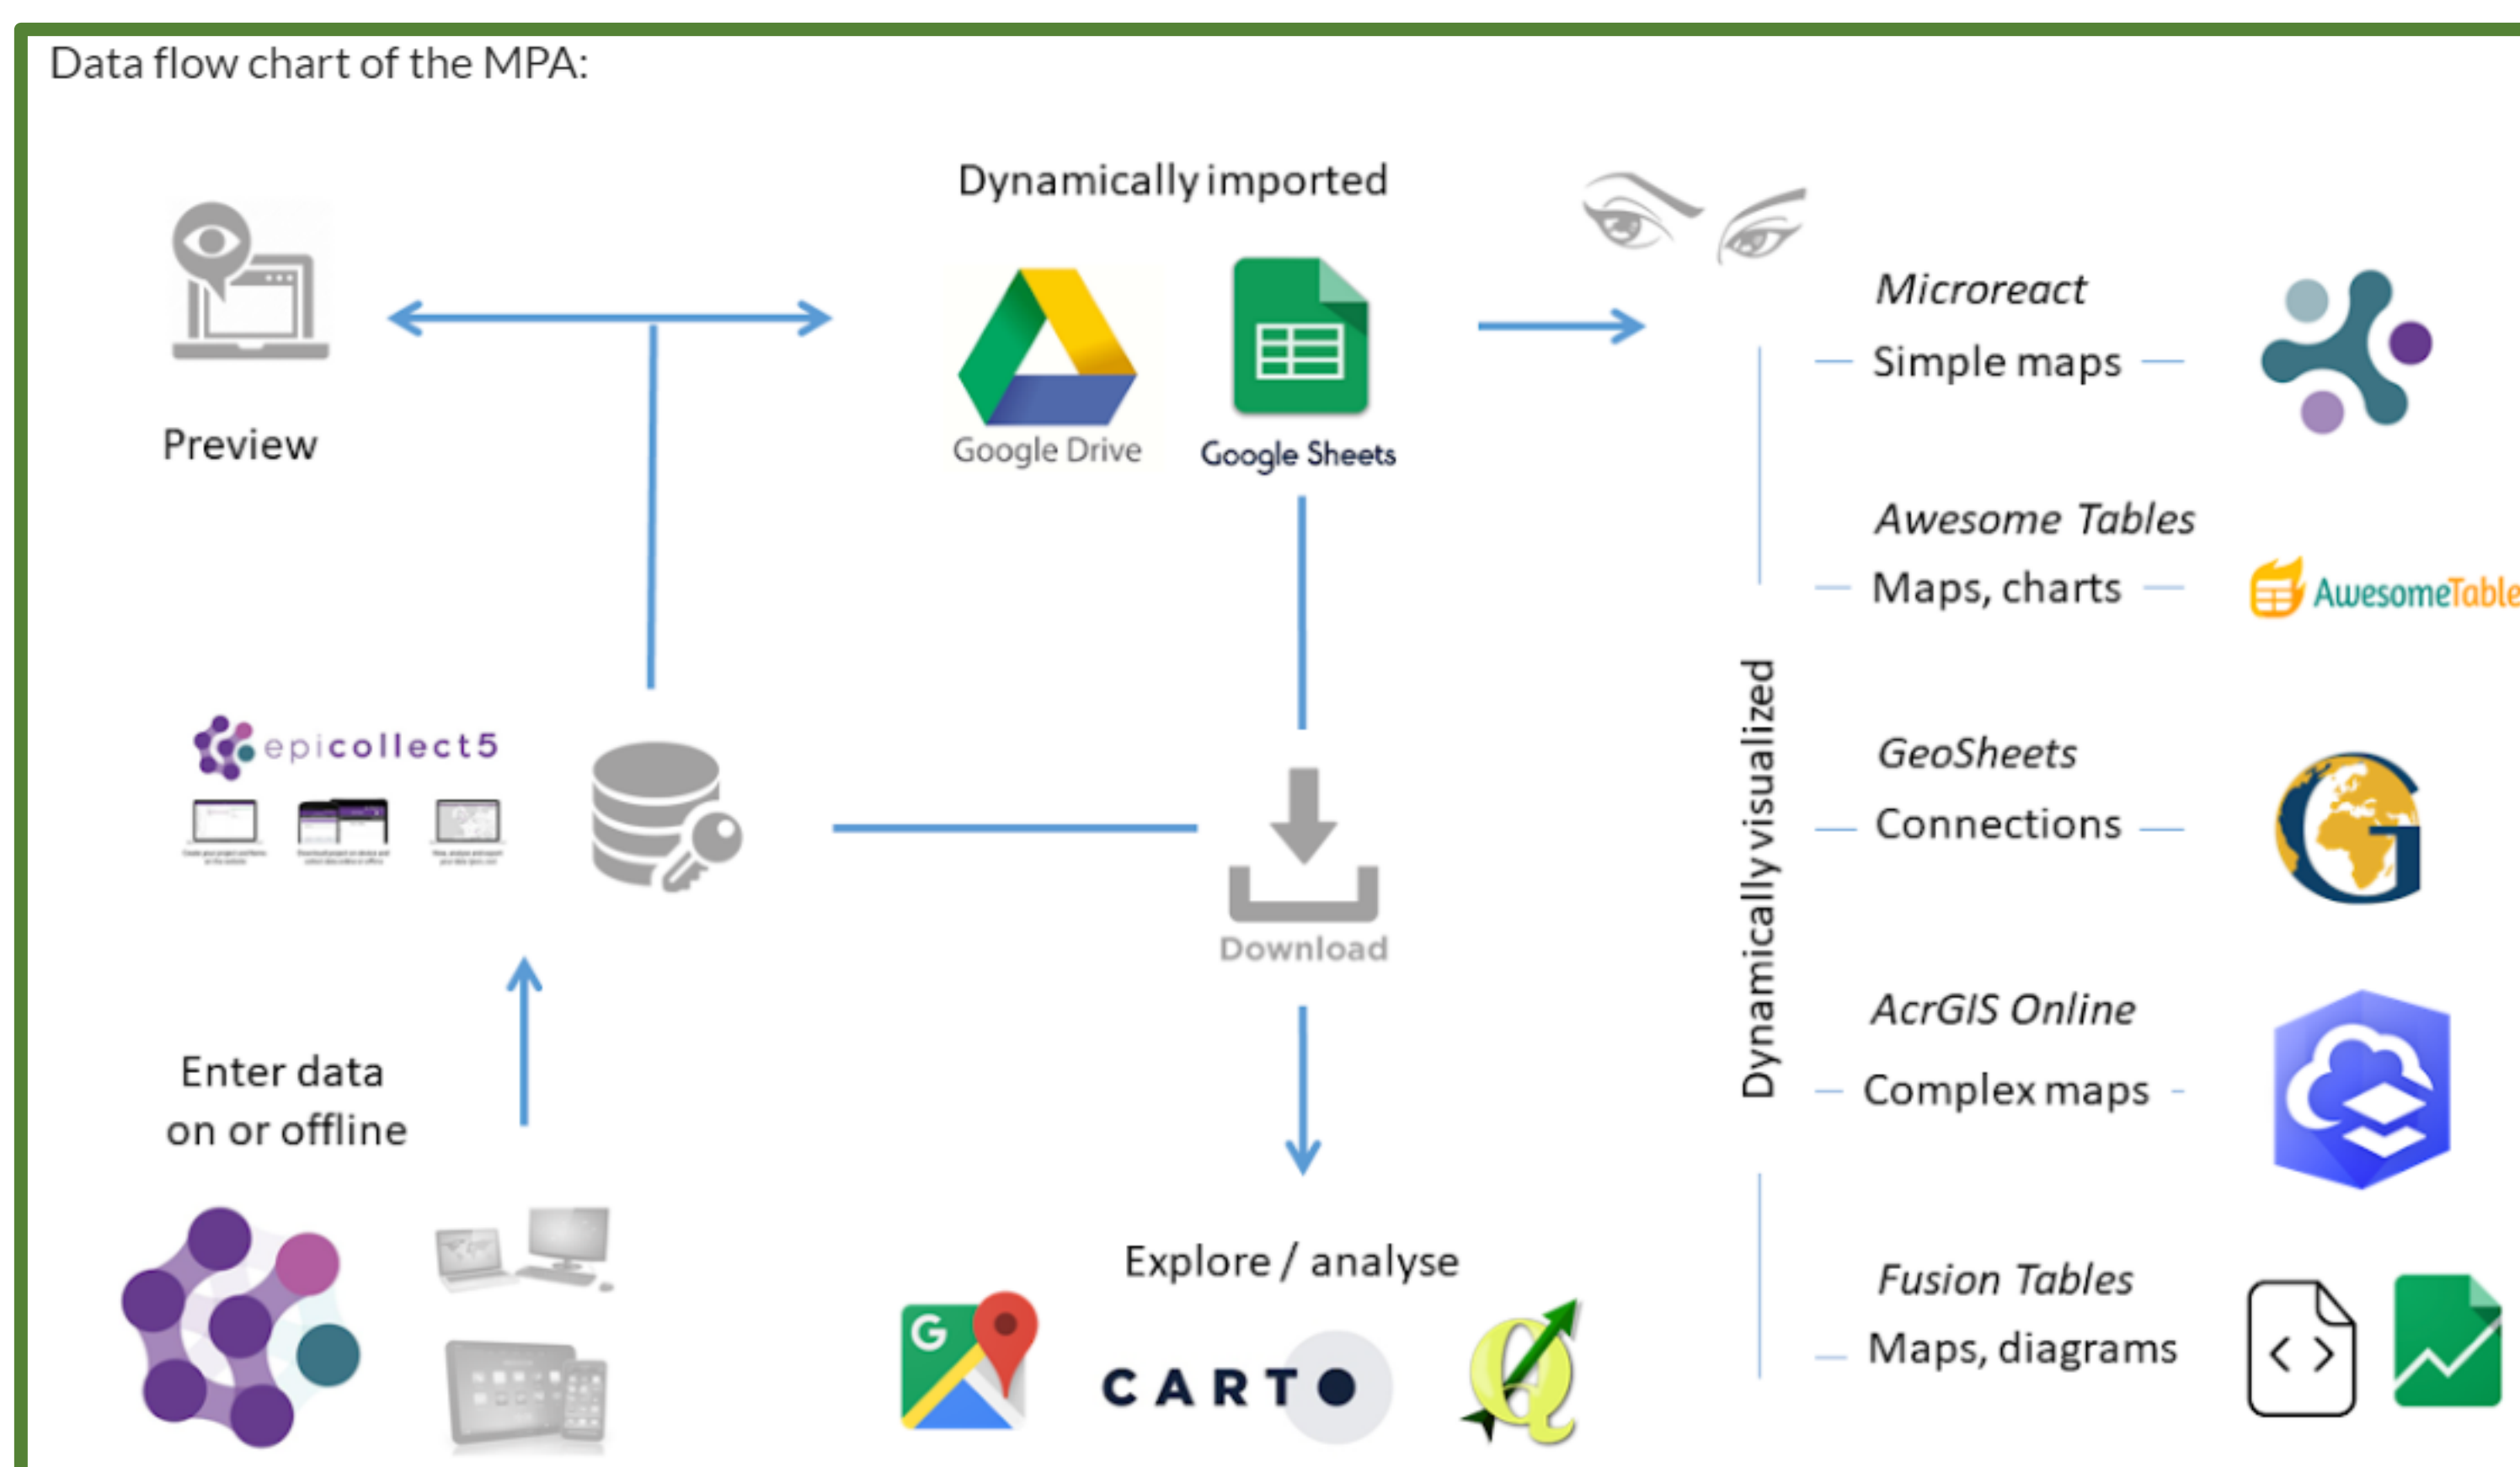 Data flow chart of the MPA:
Dynamically imported
Google Drive
Google Sheets
Preview
Microreact
Simple maps
Awesome Tables
Maps, charts
AwesomeTable
Dynamically visualized
epicollect5
GeoSheets
Connections
Download
AcrGIS Online
Complex maps
Enter data
on or offline
Explore / analyse
G
CARTO
Fusion Tables
Maps, diagrams